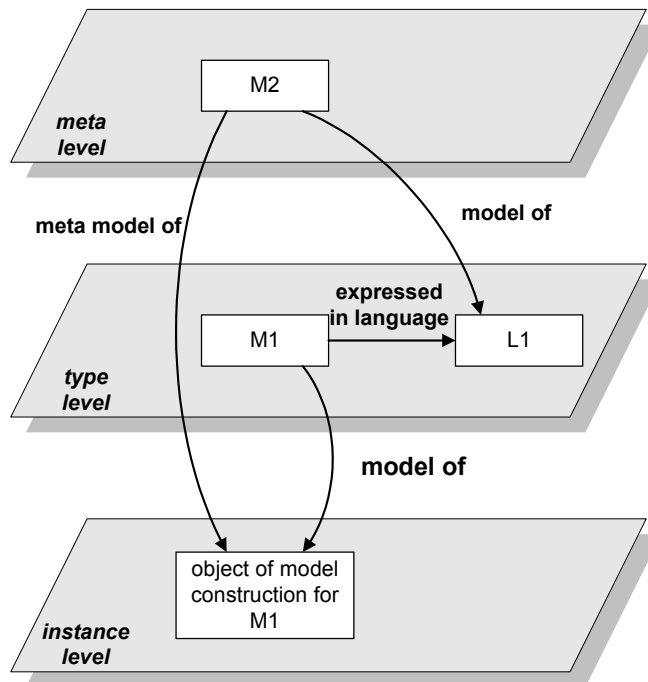 M2
meta
level
meta model of
model of
expressed
in language
M1
L1
type
level
model of
object of model
construction for
M1
instance
level